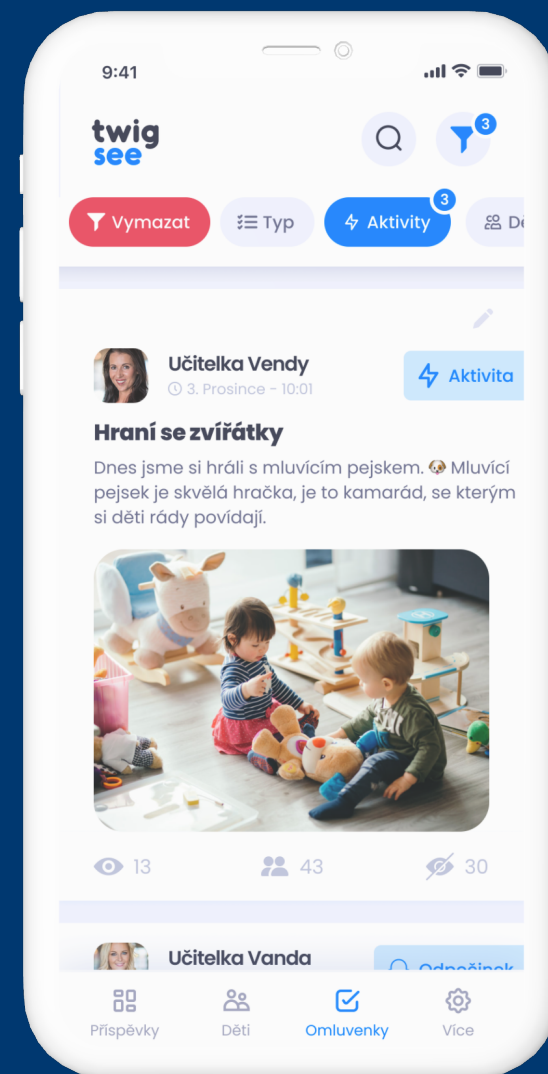 9:41
twig
see
3
Vymazat
Typ
Aktivity
3
Učitelka Vendy
3. Prosince - 10:01
Aktivita
Hraní se zvířátky
Dnes jsme si hráli s mluvícím pejskem. 🐶 Mluvící
pejsek je skvělá hračka, je to kamarád, se kterým
si děti rády povídají.
13
43
30
Učitelka Vanda
Odpočinek
Příspěvky
Děti
Omluvenky
Více